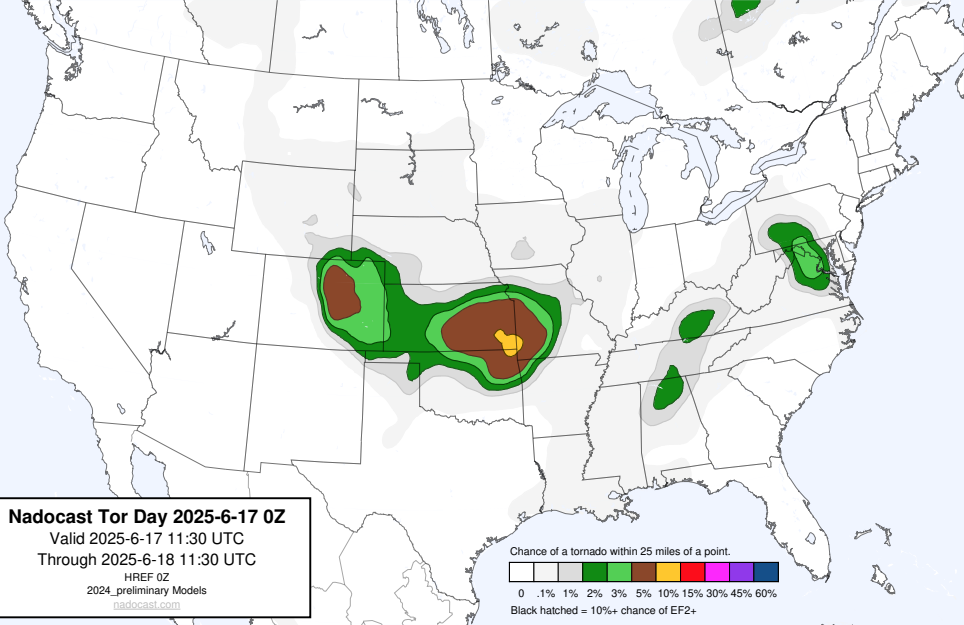 Nadocast Tor Day 2025-6-17 0Z
Valid 2025-6-17 11:30 UTC
Through 2025-6-18 11:30 UTC
HREF 0Z
2024_preliminary Models
nadocast.com
Chance of a tornado within 25 miles of a point.
0 .1% 1% 2% 3% 5% 10% 15% 30% 45% 60%
Black hatched = 10%+ chance of EF2+